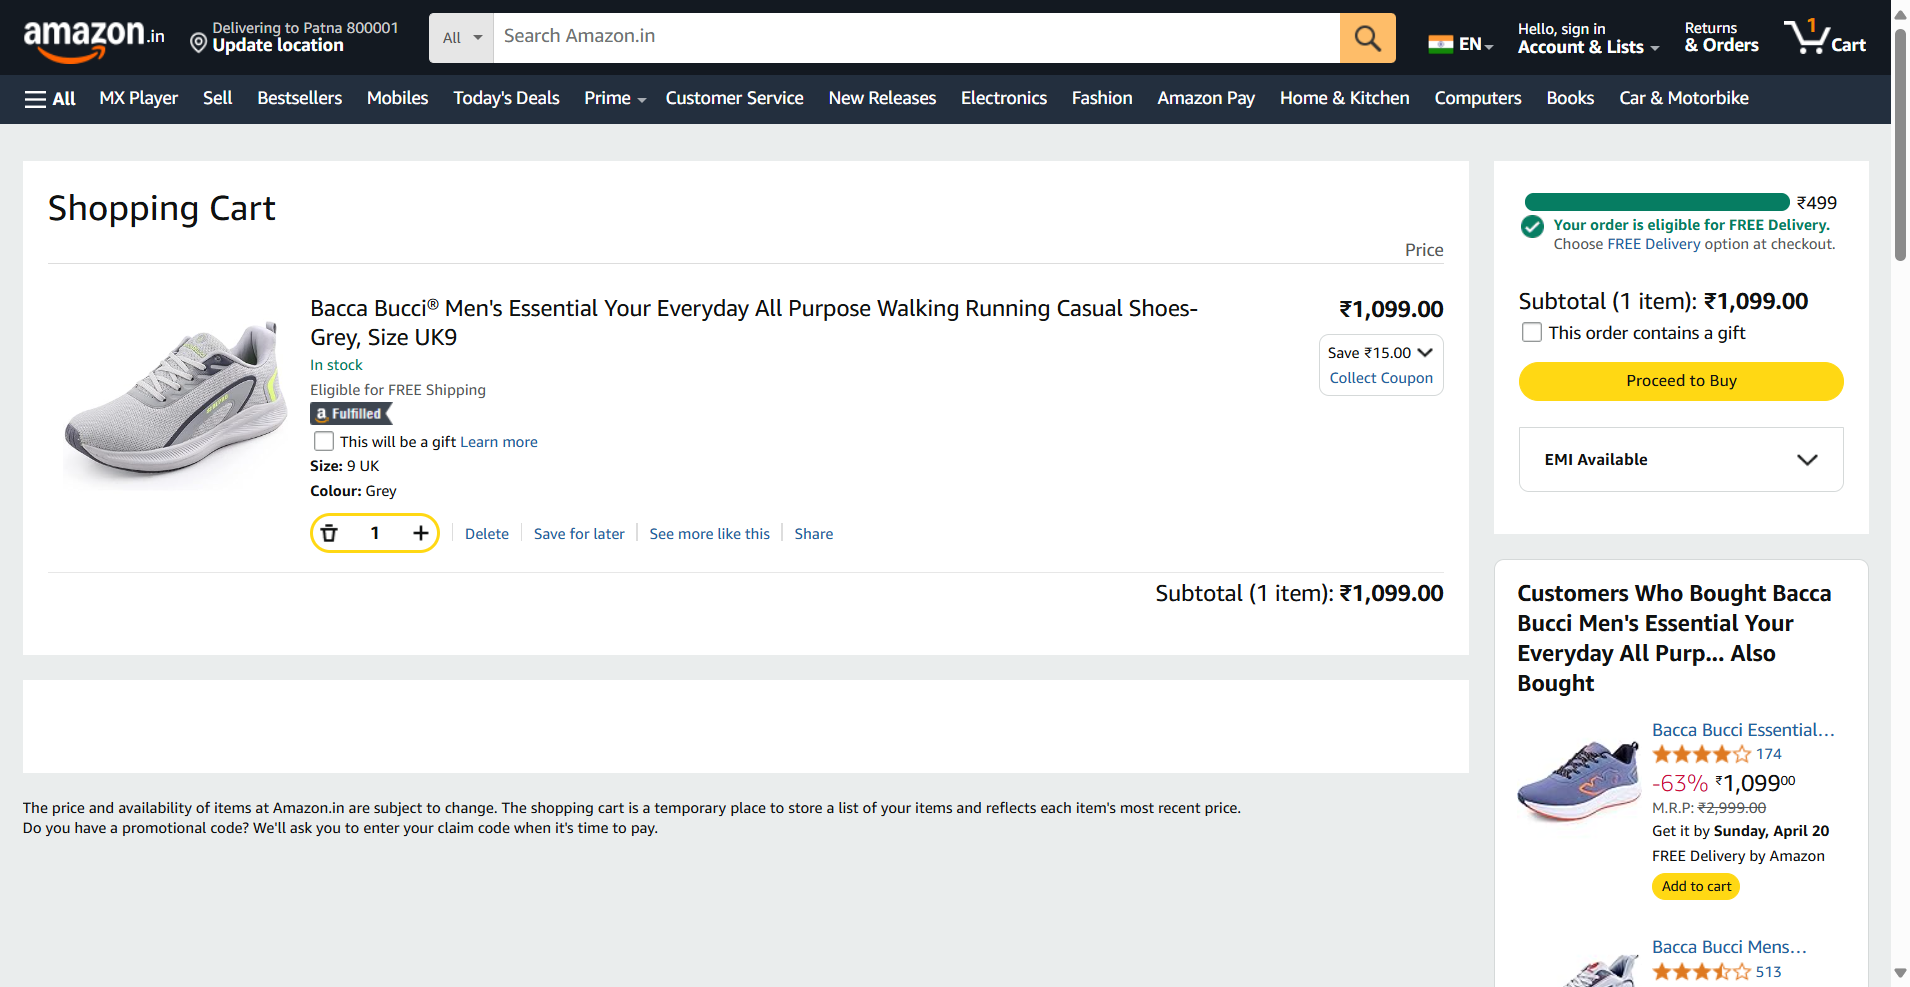 amazon.in
Delivering to Patna 800001
Update location
All
Search Amazon.in
EN
Hello, sign in
Account & Lists
Returns
& Orders
1
Cart
All
MX Player
Sell
Bestsellers
Mobiles
Today's Deals
Prime
Customer Service
New Releases
Electronics
Fashion
Amazon Pay
Home & Kitchen
Computers
Books
Car & Motorbike
Shopping Cart
Price
Bacca Bucci® Men's Essential Your Everyday All Purpose Walking Running Casual Shoes-
Grey, Size UK9
₹1,099.00
Save ₹15.00
Collect Coupon
In stock
Eligible for FREE Shipping
a Fulfilled
This will be a gift Learn more
Size: 9 UK
Colour: Grey
1
Delete
Save for later
See more like this
Share
Subtotal (1 item): ₹1,099.00
The price and availability of items at Amazon.in are subject to change. The shopping cart is a temporary place to store a list of your items and reflects each item's most recent price.
Do you have a promotional code? We'll ask you to enter your claim code when it's time to pay.
₹499
Your order is eligible for FREE Delivery.
Choose FREE Delivery option at checkout.
Subtotal (1 item): ₹1,099.00
This order contains a gift
Proceed to Buy
EMI Available
Customers Who Bought Bacca
Bucci Men's Essential Your
Everyday All Purp... Also
Bought
Bacca Bucci Essential...
174
-63% ₹1,09900
M.R.P: ₹2,999.00
Get it by Sunday, April 20
FREE Delivery by Amazon
Add to cart
Bacca Bucci Mens...
513